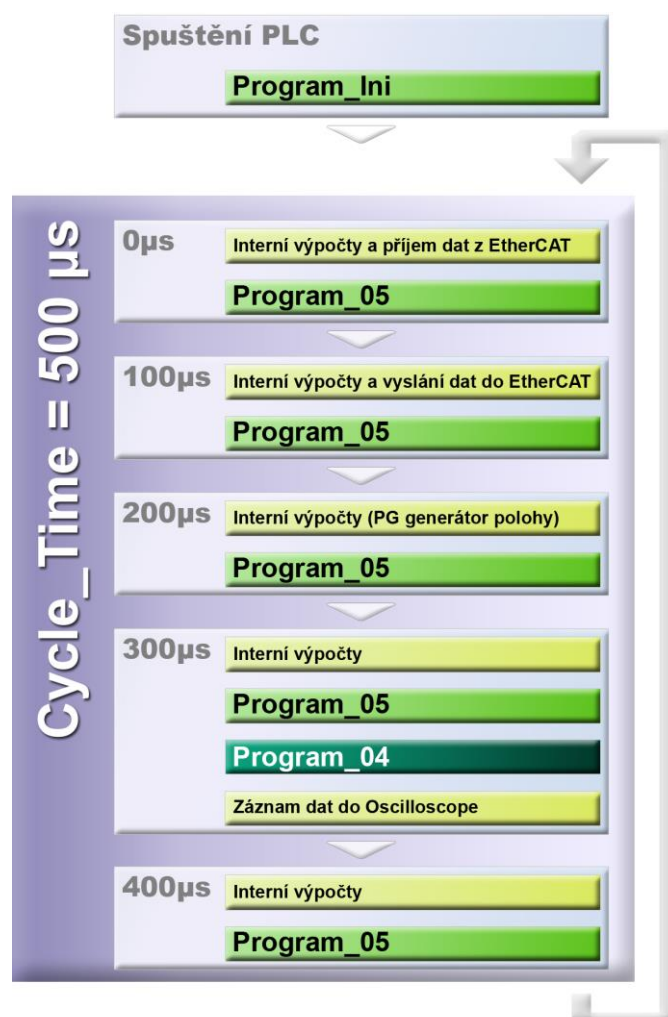 Spuštění PLC
Program_Ini
Cycle_Time = 500 µs
0µs
Interní výpočty a příjem dat z EtherCAT
Program_05
100µs
Interní výpočty a vyslání dat do EtherCAT
Program_05
200µs
Interní výpočty (PG generátor polohy)
Program_05
300µs
Interní výpočty
Program_05
Program_04
Záznam dat do Oscilloscope
400µs
Interní výpočty
Program_05